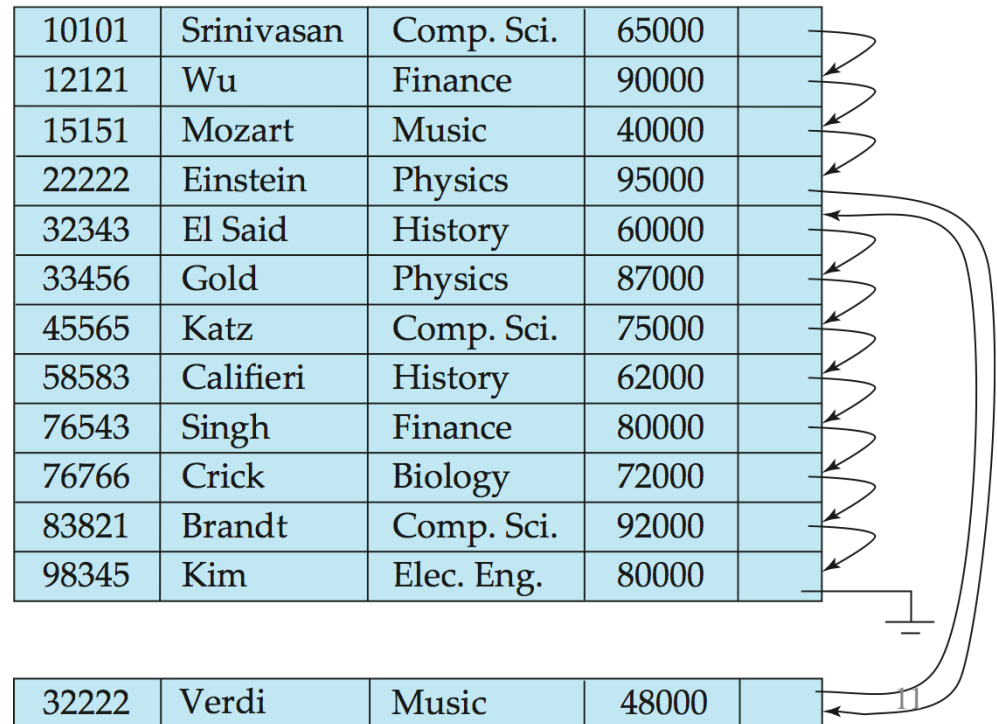 10101 Srinivasan Comp. Sci. 65000
12121 Wu Finance 90000
15151 Mozart Music 40000
22222 Einstein Physics 95000
32343 El Said History 60000
33456 Gold Physics 87000
45565 Katz Comp. Sci. 75000
58583 Califieri History 62000
76543 Singh Finance 80000
76766 Crick Biology 72000
83821 Brandt Comp. Sci. 92000
98345 Kim Elec. Eng. 80000
32222 Verdi Music 48000
11